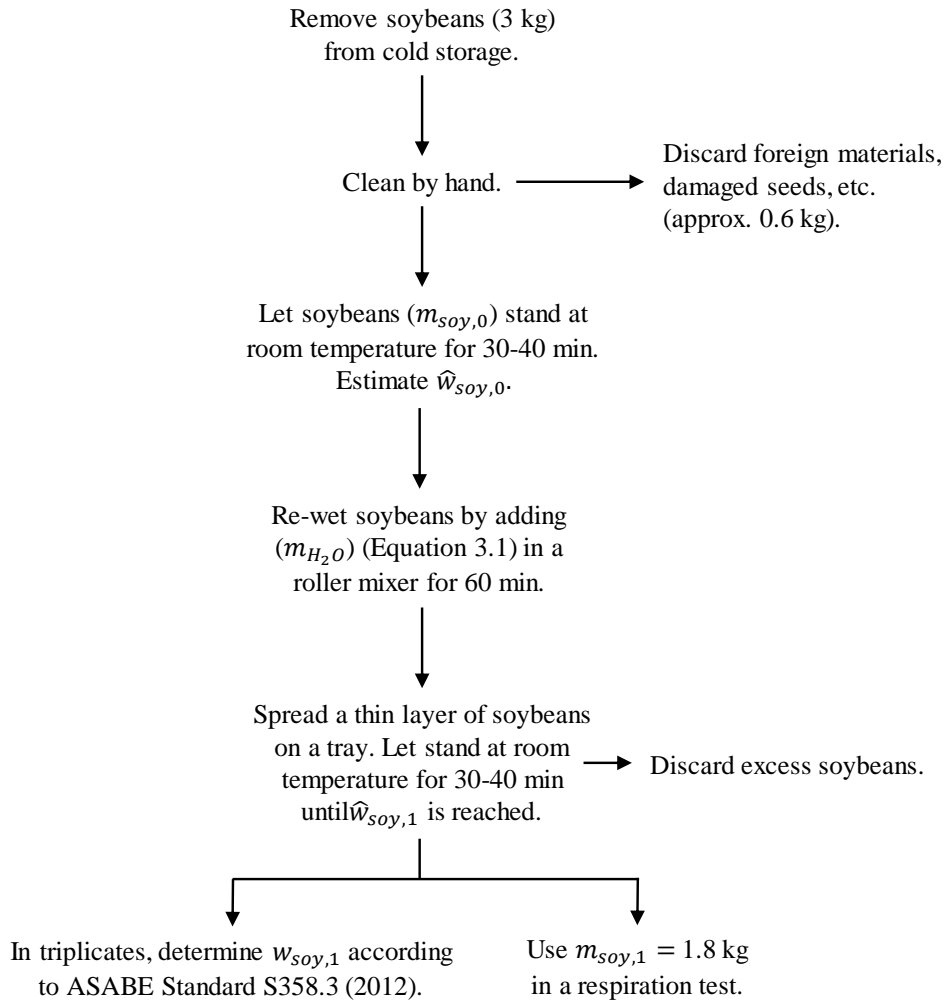 Remove soybeans (3 kg)
from cold storage.
Clean by hand.
Discard foreign materials,
damaged seeds, etc.
(approx. 0.6 kg).
Let soybeans (m_{soy,0}) stand at
room temperature for 30-40 min.
Estimate ŵ_{soy,0}.
Re-wet soybeans by adding
(m_{H_2O}) (Equation 3.1) in a
roller mixer for 60 min.
Spread a thin layer of soybeans
on a tray. Let stand at room
temperature for 30-40 min
until ŵ_{soy,1} is reached.
Discard excess soybeans.
In triplicates, determine w_{soy,1} according
to ASABE Standard S358.3 (2012).
Use m_{soy,1} = 1.8 kg
in a respiration test.